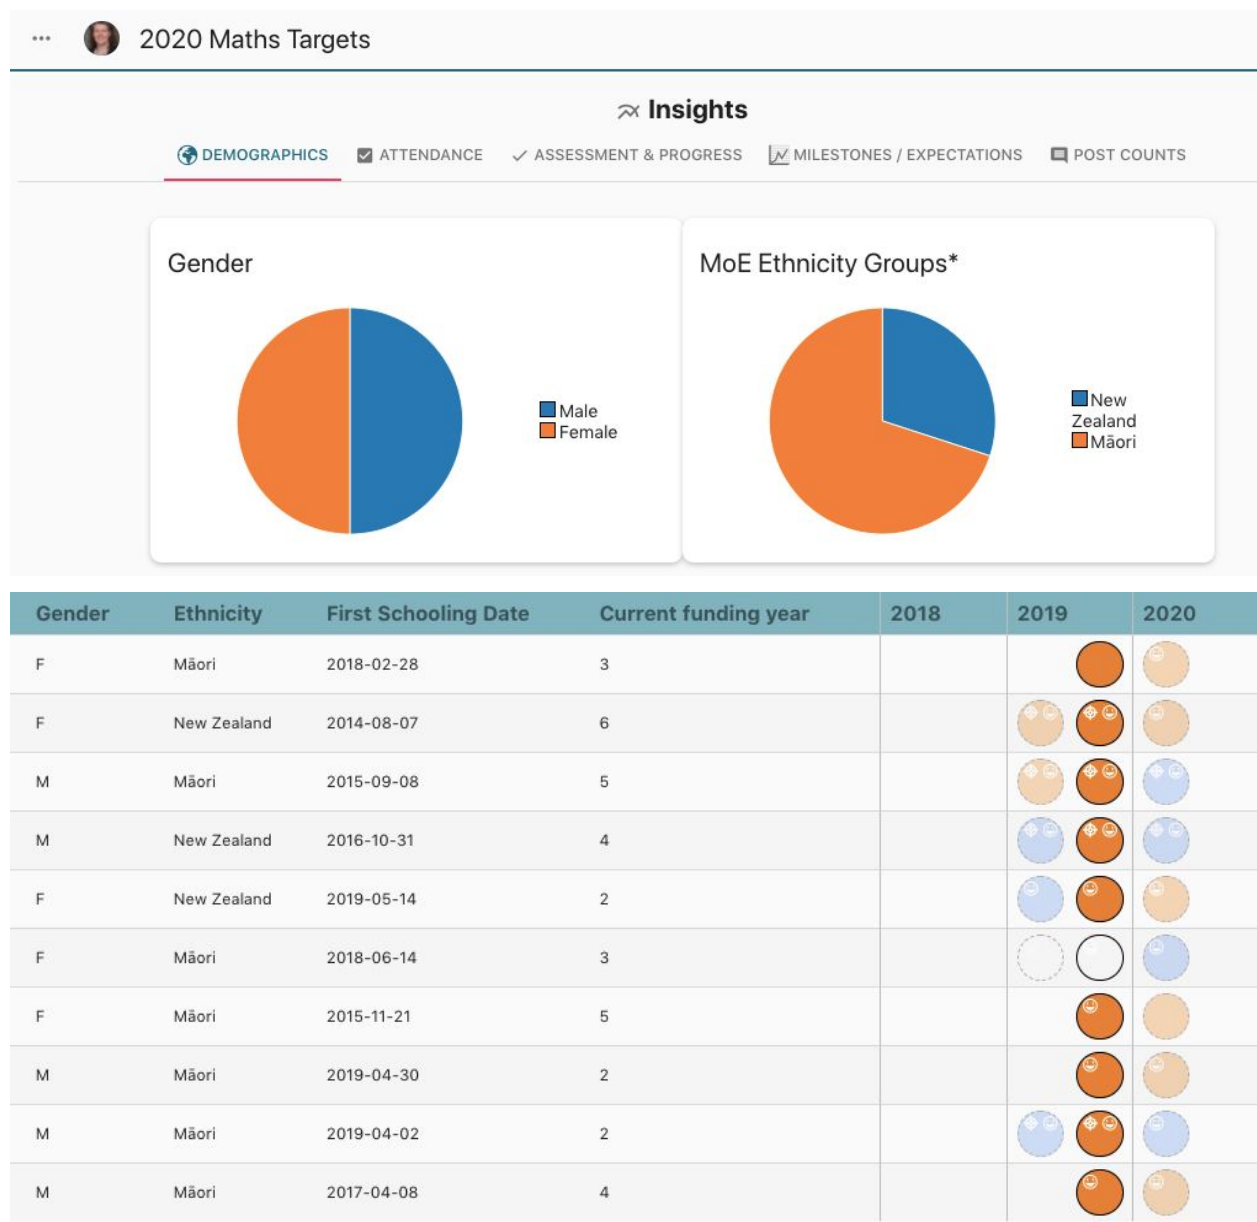 2020 Maths Targets
Insights
DEMOGRAPHICS ATTENDANCE ASSESSMENT & PROGRESS MILESTONES / EXPECTATIONS POST COUNTS
Gender
Male
Female
MoE Ethnicity Groups*
New
Zealand
Māori
Gender Ethnicity First Schooling Date Current funding year 2018 2019 2020
F Māori 2018-02-28 3
F New Zealand 2014-08-07 6
M Māori 2015-09-08 5
M New Zealand 2016-10-31 4
F New Zealand 2019-05-14 2
F Māori 2018-06-14 3
F Māori 2015-11-21 5
M Māori 2019-04-30 2
M Māori 2019-04-02 2
M Māori 2017-04-08 4